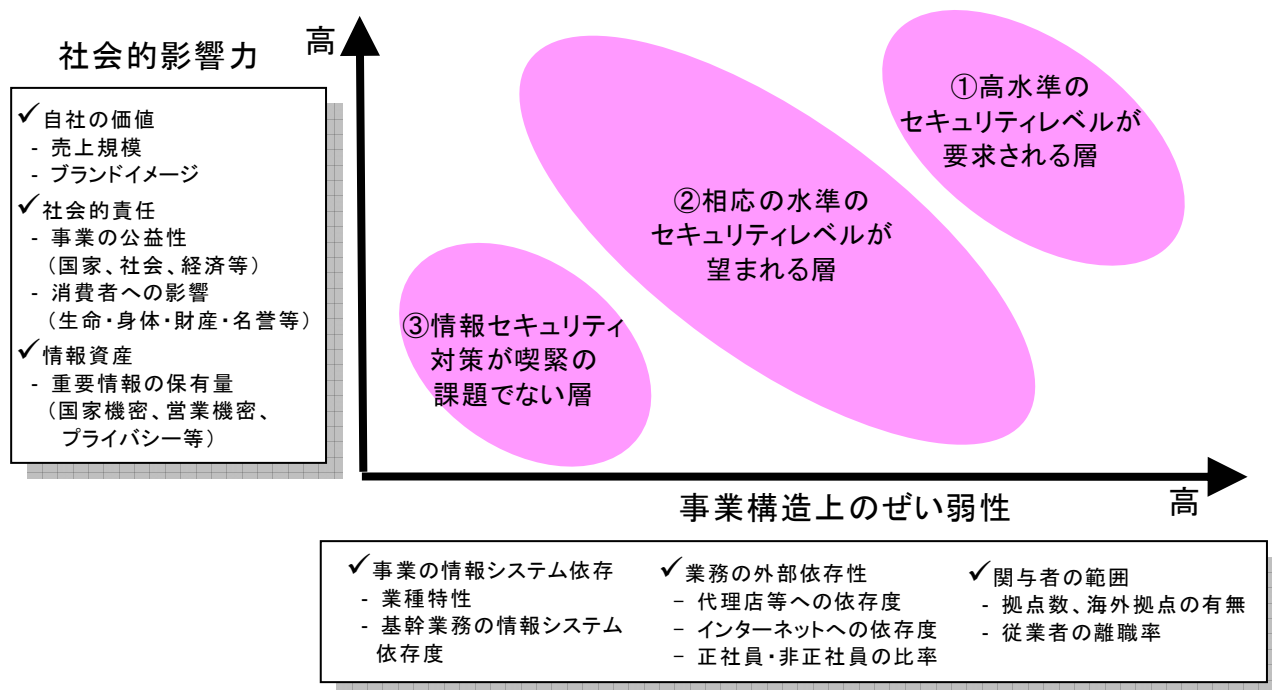 社会的影響力
高
✓自社の価値
- 売上規模
- ブランドイメージ
✓社会的責任
- 事業の公益性
(国家、社会、経済等)
- 消費者への影響
(生命・身体・財産・名誉等)
✓情報資産
- 重要情報の保有量
(国家機密、営業機密、
プライバシー等)
①高水準の
セキュリティレベルが
要求される層
②相応の水準の
セキュリティレベルが
望まれる層
③情報セキュリティ
対策が喫緊の
課題でない層
事業構造上のぜい弱性
高
✓事業の情報システム依存
- 業種特性
- 基幹業務の情報システム
依存度
✓業務の外部依存性
- 代理店等への依存度
- インターネットへの依存度
- 正社員・非正社員の比率
✓関与者の範囲
- 拠点数、海外拠点の有無
- 従業者の離職率